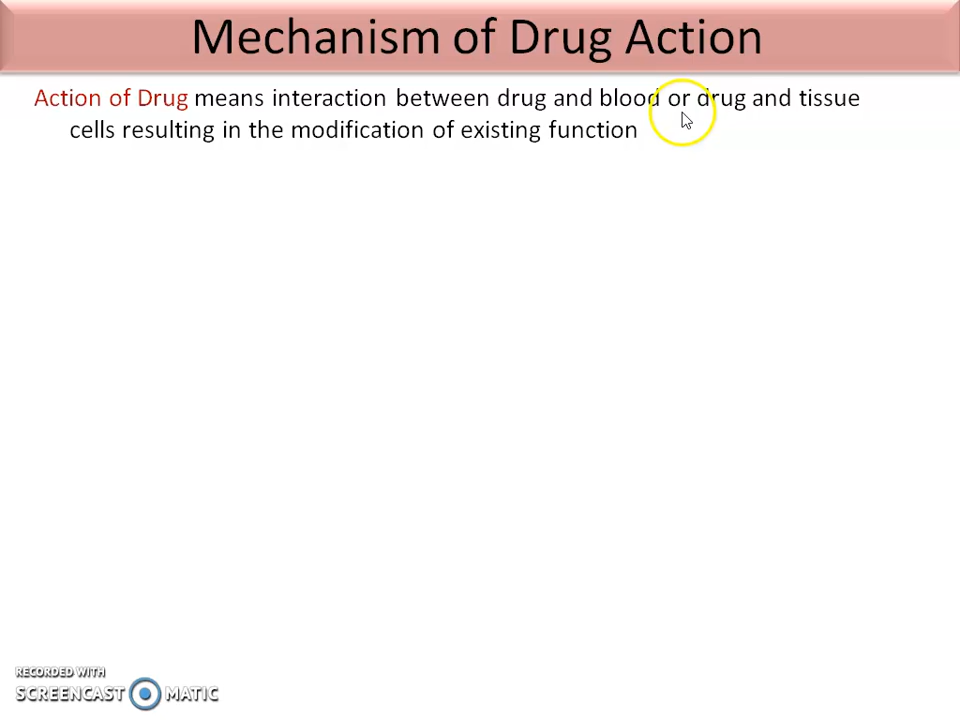 Mechanism of Drug Action
Action of Drug means interaction between drug and blood or drug and tissue
cells resulting in the modification of existing function
RECORDED WITH
SCREENCAST MATIC